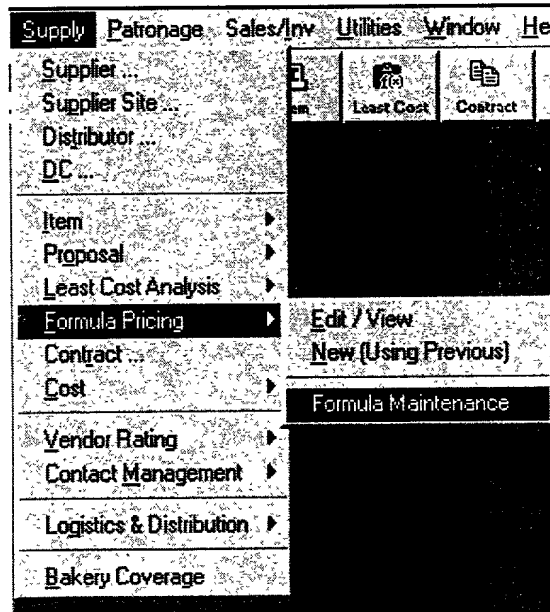 Supply Patronage Sales/Inv Utilities Window He
Supplier ...
Supplier Site ...
Distributor ...
DC ...
Least Cost Contract
Item
Proposal
Least Cost Analysis
Formula Pricing
Contract ...
Cost
Edit / View
New (Using Previous)
Formula Maintenance
Vendor Rating
Contact Management
Logistics & Distribution
Bakery Coverage